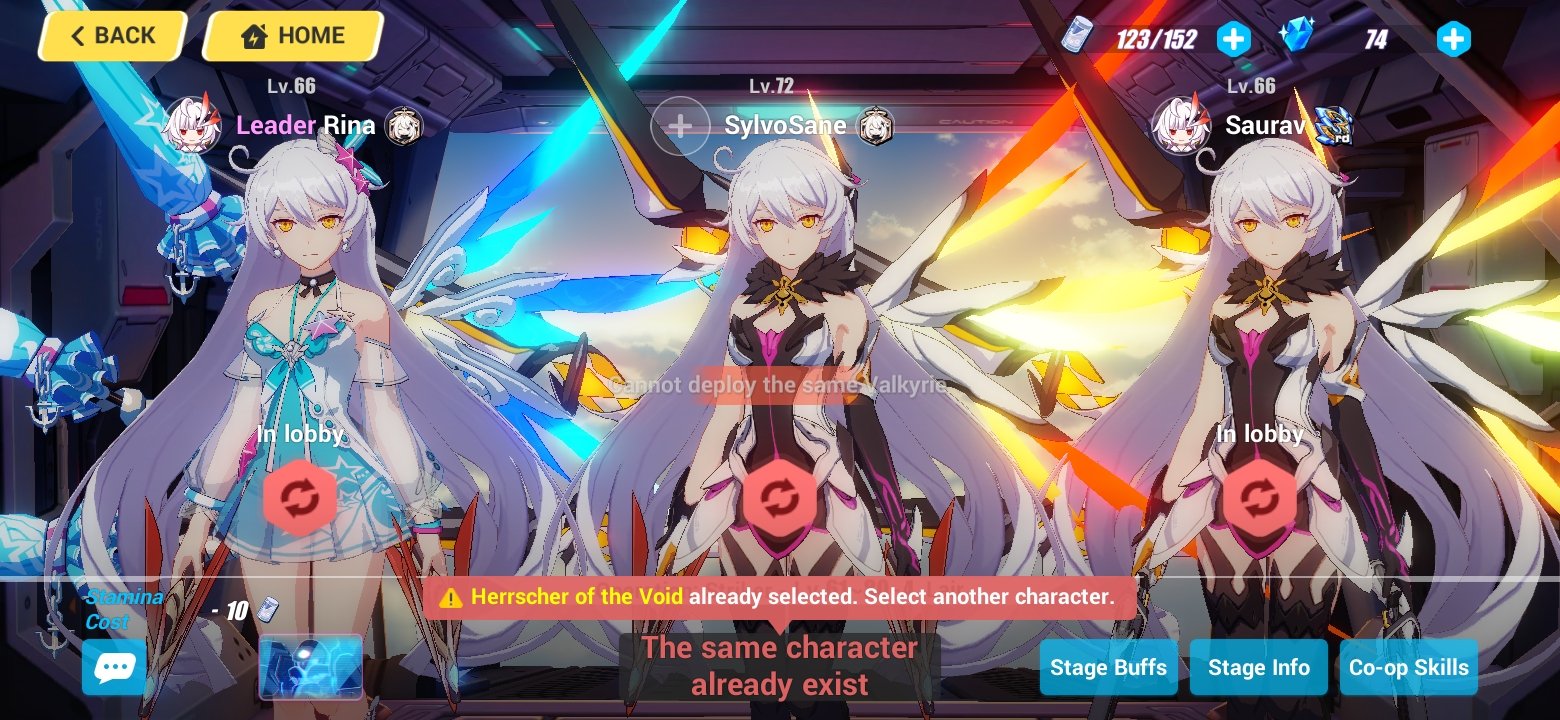 BACK
HOME
123/152
74
Lv.66
Lv.72
Lv.66
Leader Rina
SylvoSane
Saurav
CAUTION
Cannot deploy the same Valkyrie
In lobby
In lobby
Stamina
Cost
- 10
Herrscher of the Void already selected. Select another character.
The same character
already exist
Stage Buffs
Stage Info
Co-op Skills